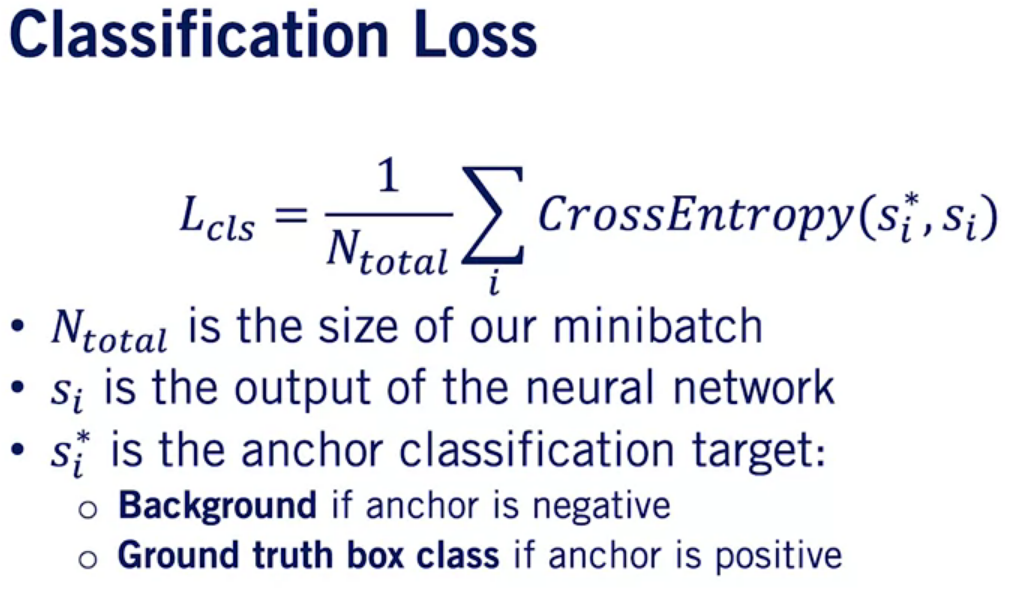 Classification Loss
L_{cls} = \frac{1}{N_{total}} \sum_{i} CrossEntropy(s_i^*, s_i)
• N_{total} is the size of our minibatch
• s_i is the output of the neural network
• s_i^* is the anchor classification target:
○ Background if anchor is negative
○ Ground truth box class if anchor is positive